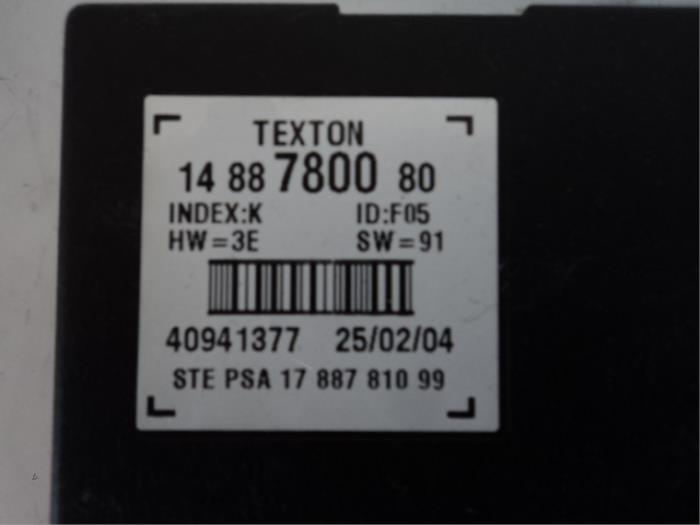 TEXTON
14 88 7800 80
INDEX:K ID:F05
HW=3E SW=91
40941377 25/02/04
STE PSA 17 887 810 99